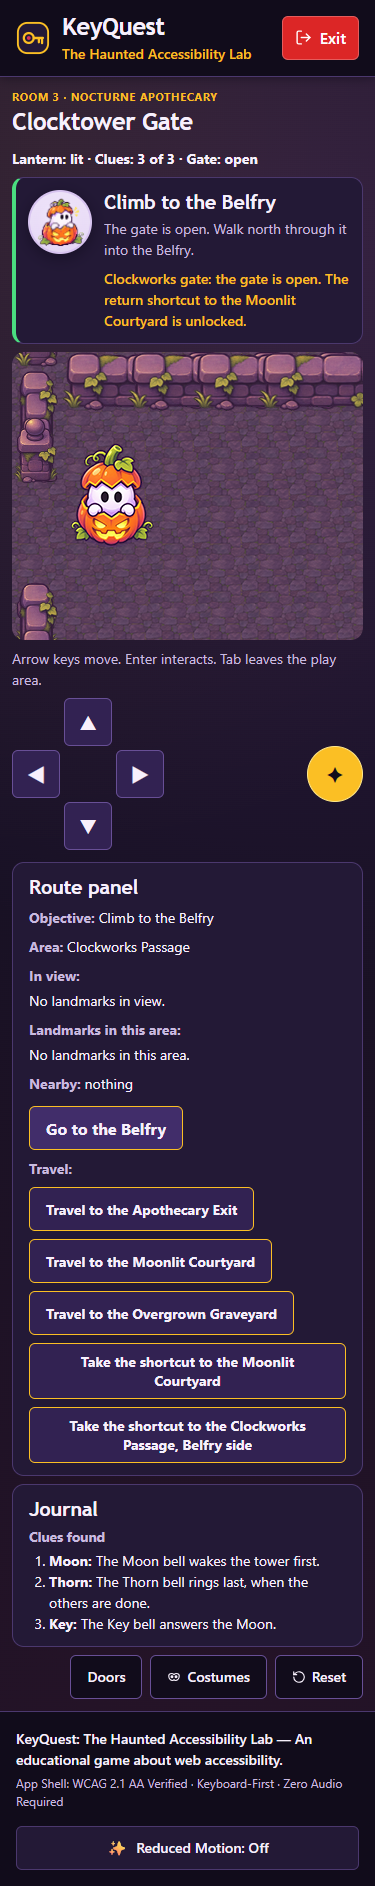 KeyQuest
The Haunted Accessibility Lab
Exit
ROOM 3 · NOCTURNE APOTHECARY
Clocktower Gate
Lantern: lit · Clues: 3 of 3 · Gate: open
Climb to the Belfry
The gate is open. Walk north through it
into the Belfry.
Clockworks gate: the gate is open. The
return shortcut to the Moonlit
Courtyard is unlocked.
Arrow keys move. Enter interacts. Tab leaves the play
area.
Route panel
Objective: Climb to the Belfry
Area: Clockworks Passage
In view:
No landmarks in view.
Landmarks in this area:
No landmarks in this area.
Nearby: nothing
Go to the Belfry
Travel:
Travel to the Apothecary Exit
Travel to the Moonlit Courtyard
Travel to the Overgrown Graveyard
Take the shortcut to the Moonlit
Courtyard
Take the shortcut to the Clockworks
Passage, Belfry side
Journal
Clues found
1. Moon: The Moon bell wakes the tower first.
2. Thorn: The Thorn bell rings last, when the
others are done.
3. Key: The Key bell answers the Moon.
Doors
Costumes
Reset
KeyQuest: The Haunted Accessibility Lab — An
educational game about web accessibility.
App Shell: WCAG 2.1 AA Verified · Keyboard-First · Zero Audio
Required
Reduced Motion: Off